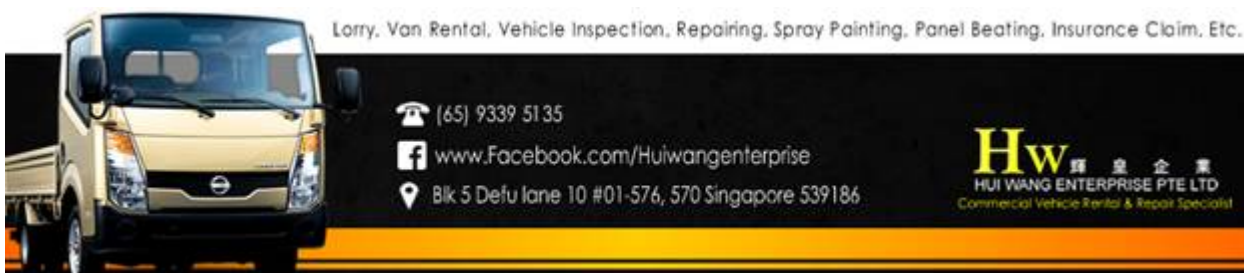 Lorry, Van Rental, Vehicle Inspection, Repairing, Spray Painting, Panel Beating, Insurance Claim, Etc.
(65) 9339 5135
www.Facebook.com/Huiwangenterprise
Blk 5 Defu lane 10 #01-576, 570 Singapore 539186
HW 輝 皇 企 業
HUI WANG ENTERPRISE PTE LTD
Commercial Vehicle Rental & Repair Specialist